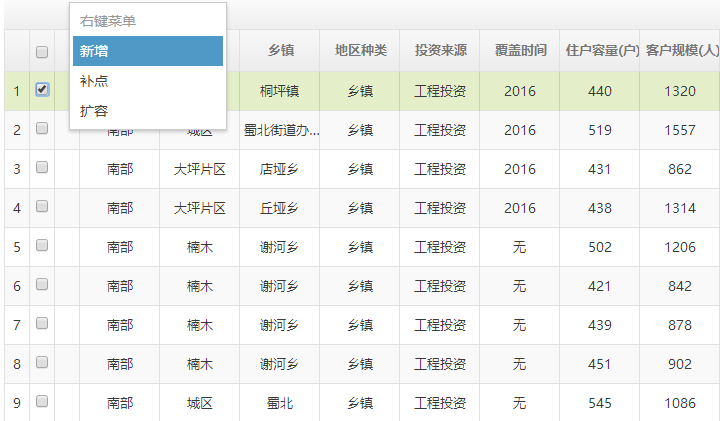 右键菜单
新增
补点
扩容
乡镇 地区种类 投资来源 覆盖时间 住户容量(户) 客户规模(人)
1 桐坪镇 乡镇 工程投资 2016 440 1320
2 南部 城区 蜀北街道办... 乡镇 工程投资 2016 519 1557
3 南部 大坪片区 店垭乡 乡镇 工程投资 2016 431 862
4 南部 大坪片区 丘垭乡 乡镇 工程投资 2016 438 1314
5 南部 楠木 谢河乡 乡镇 工程投资 无 502 1206
6 南部 楠木 谢河乡 乡镇 工程投资 无 421 842
7 南部 楠木 谢河乡 乡镇 工程投资 无 439 878
8 南部 楠木 谢河乡 乡镇 工程投资 无 451 902
9 南部 城区 蜀北 乡镇 工程投资 无 545 1086